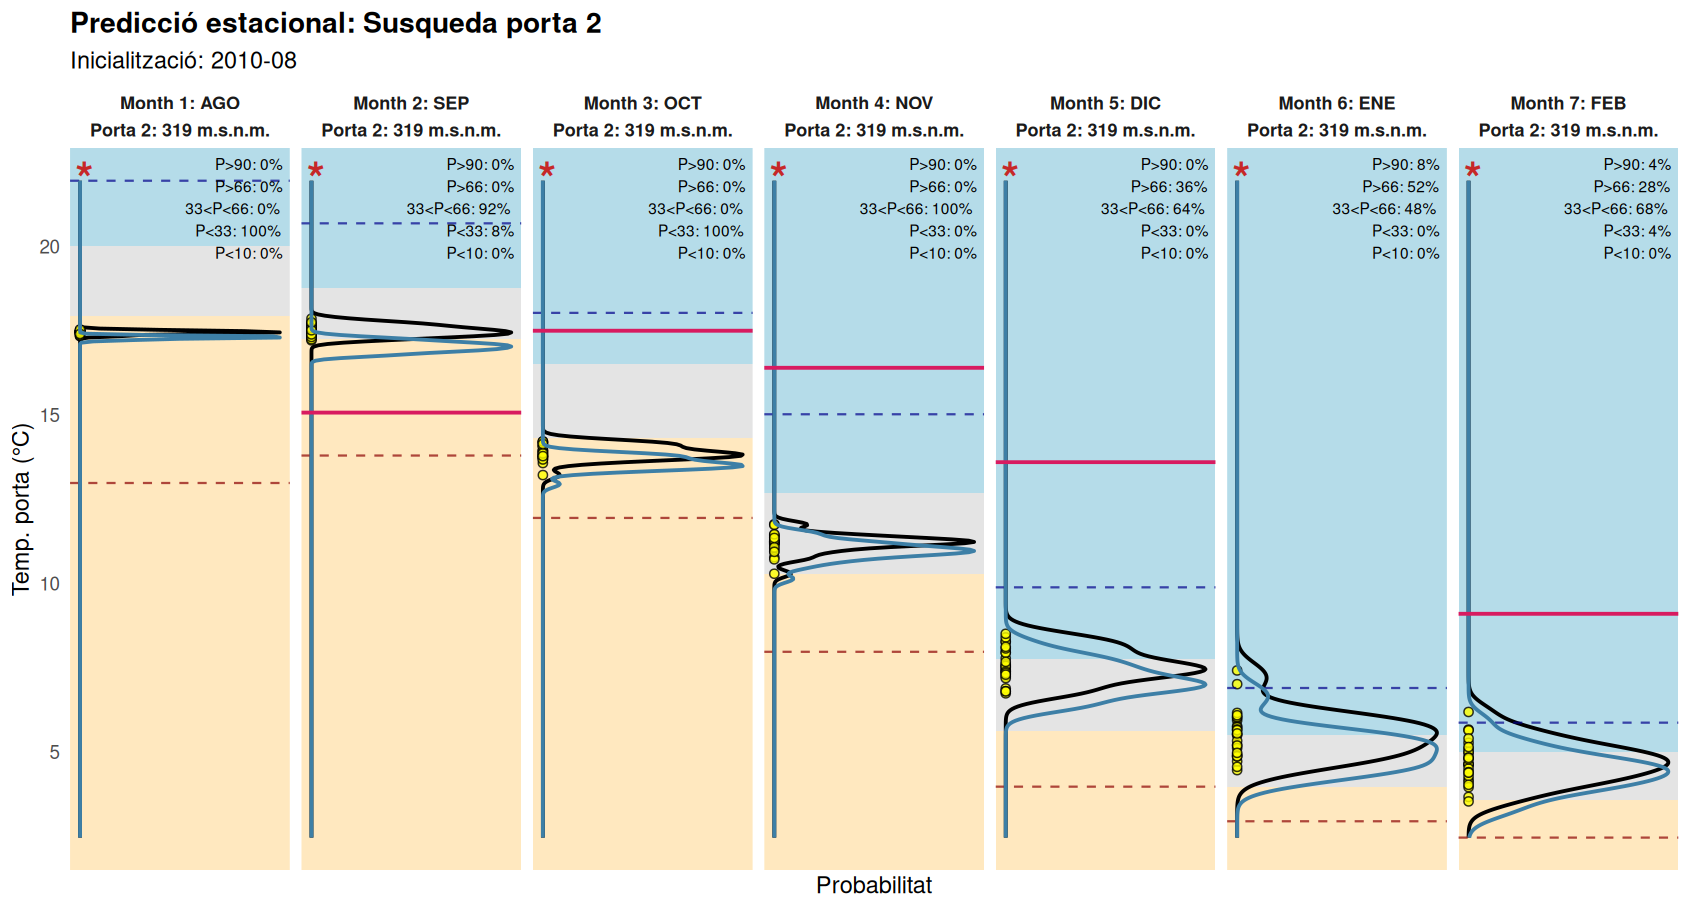 Predicció estacional: Susqueda porta 2
Inicialització: 2010-08
Month 1: AGO
Porta 2: 319 m.s.n.m.
Month 2: SEP
Porta 2: 319 m.s.n.m.
Month 3: OCT
Porta 2: 319 m.s.n.m.
Month 4: NOV
Porta 2: 319 m.s.n.m.
Month 5: DIC
Porta 2: 319 m.s.n.m.
Month 6: ENE
Porta 2: 319 m.s.n.m.
Month 7: FEB
Porta 2: 319 m.s.n.m.
*
P>90: 0%
P>66: 0%
33<P<66: 0%
P<33: 100%
P<10: 0%
*
P>90: 0%
P>66: 0%
33<P<66: 92%
P<33: 8%
P<10: 0%
*
P>90: 0%
P>66: 0%
33<P<66: 0%
P<33: 100%
P<10: 0%
*
P>90: 0%
P>66: 0%
33<P<66: 100%
P<33: 0%
P<10: 0%
*
P>90: 0%
P>66: 36%
33<P<66: 64%
P<33: 0%
P<10: 0%
*
P>90: 8%
P>66: 52%
33<P<66: 48%
P<33: 0%
P<10: 0%
*
P>90: 4%
P>66: 28%
33<P<66: 68%
P<33: 4%
P<10: 0%
20
15
10
5
Temp. porta (°C)
Probabilitat